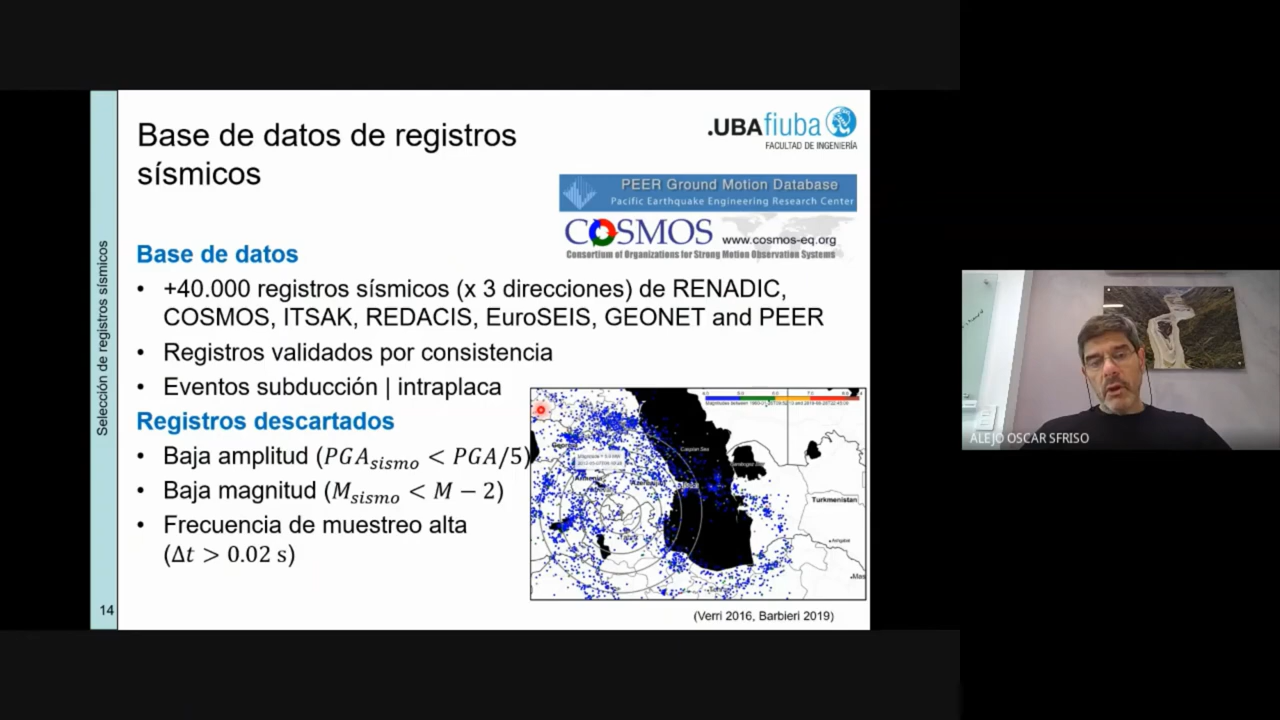 Base de datos de registros
sísmicos
.UBAfiuba
FACULTAD DE INGENIERÍA
PEER Ground Motion Database
Pacific Earthquake Engineering Research Center
COSMOS www.cosmos-eq.org
Consortium of Organizations for Strong Motion Observation Systems
Selección de registros sísmicos
Base de datos
• +40.000 registros sísmicos (x 3 direcciones) de RENADIC,
COSMOS, ITSAK, REDACIS, EuroSEIS, GEONET and PEER
• Registros validados por consistencia
• Eventos subducción | intraplaca
Registros descartados
• Baja amplitud (PGA_sismo < PGA/5)
• Baja magnitud (M_sismo < M − 2)
• Frecuencia de muestreo alta
(Δt > 0.02 s)
Caspian Sea
Turkmenistan
14
(Verri 2016, Barbieri 2019)
ALEJO OSCAR SFRISO